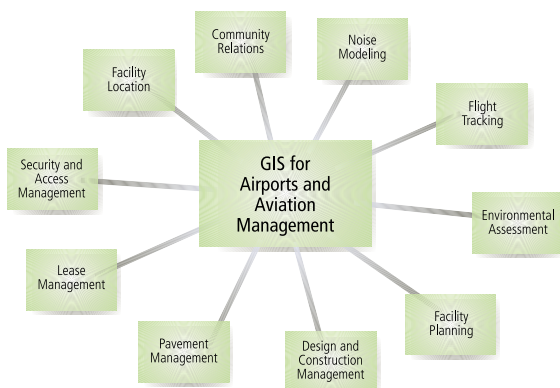 Community
Relations
Noise
Modeling
Facility
Location
Flight
Tracking
GIS for
Airports and
Aviation
Management
Security and
Access
Management
Environmental
Assessment
Lease
Management
Facility
Planning
Pavement
Management
Design and
Construction
Management